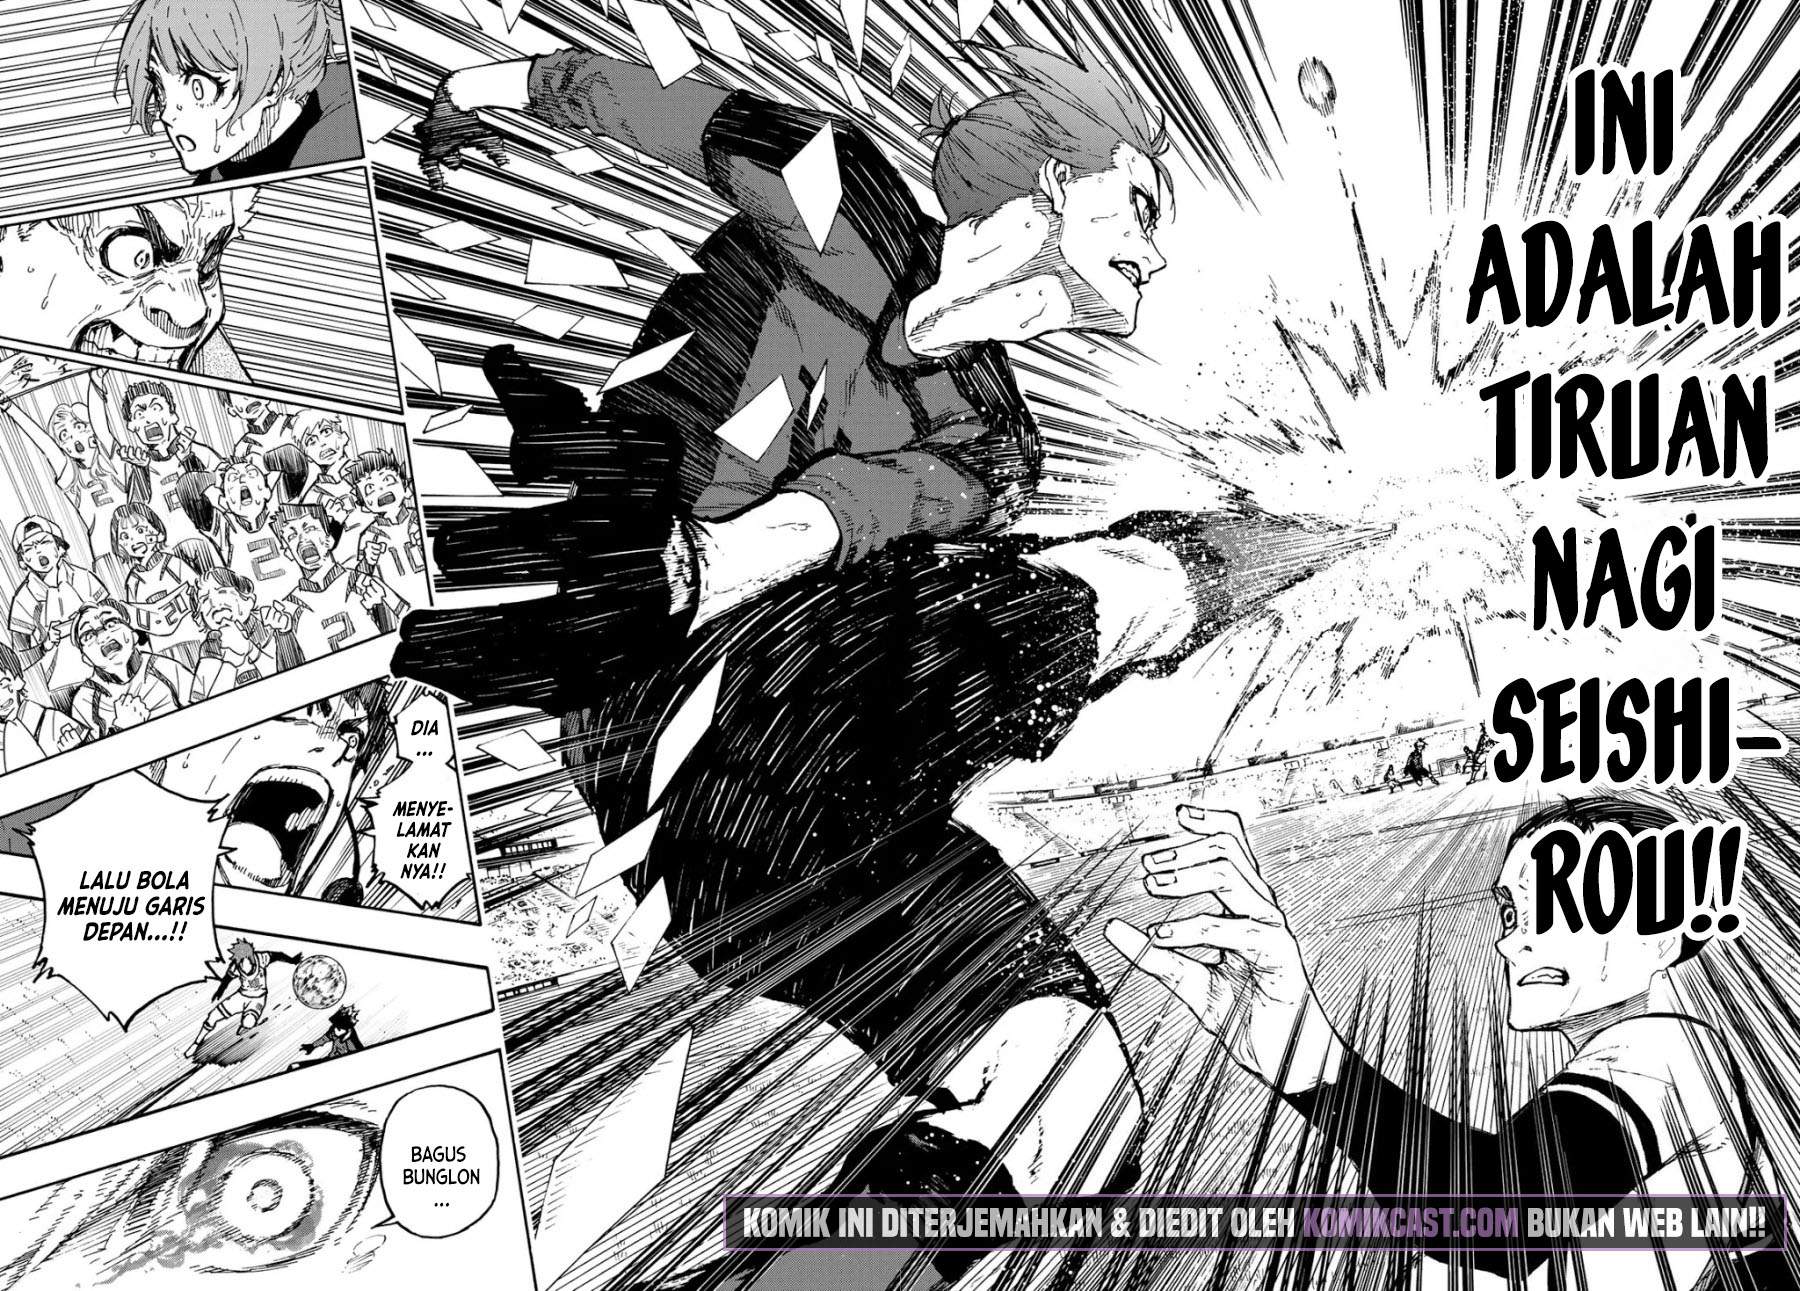 INI
ADALAH
TIRUAN
NAGI
SEISHI-
ROU!!
DIA
...
MENYE-
LAMAT
KAN
NYA!!
LALU BOLA
MENUJU GARIS
DEPAN...!!
BAGUS
BUNGLON
...
KOMIK INI DITERJEMAHKAN & DIEDIT OLEH KOMIKCAST.COM BUKAN WEB LAIN!!